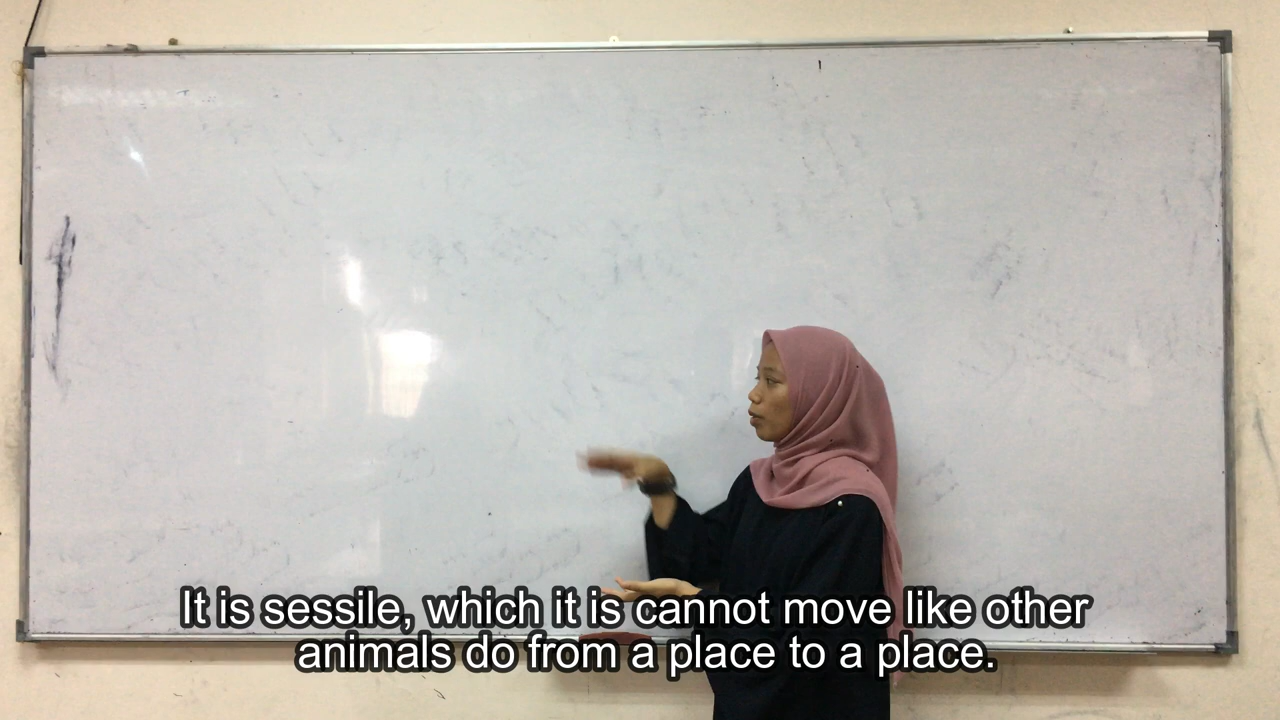 It is sessile, which it is cannot move like other
animals do from a place to a place.